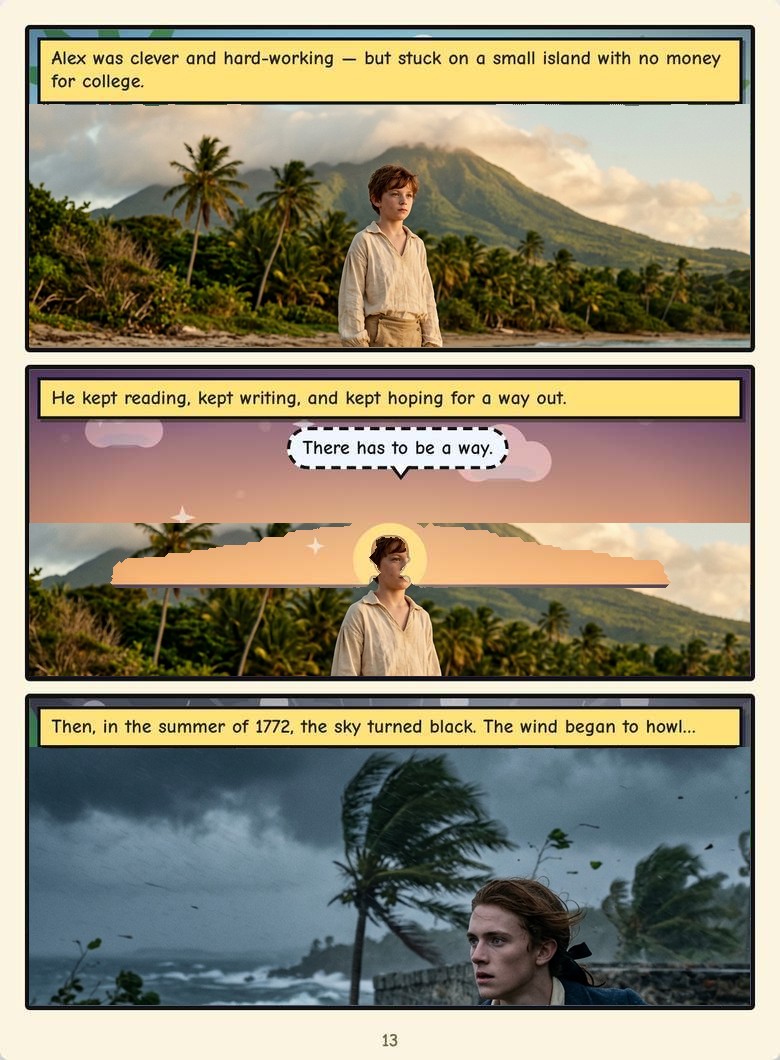 Alex was clever and hard-working — but stuck on a small island with no money
for college.
He kept reading, kept writing, and kept hoping for a way out.
There has to be a way.
Then, in the summer of 1772, the sky turned black. The wind began to howl...
13